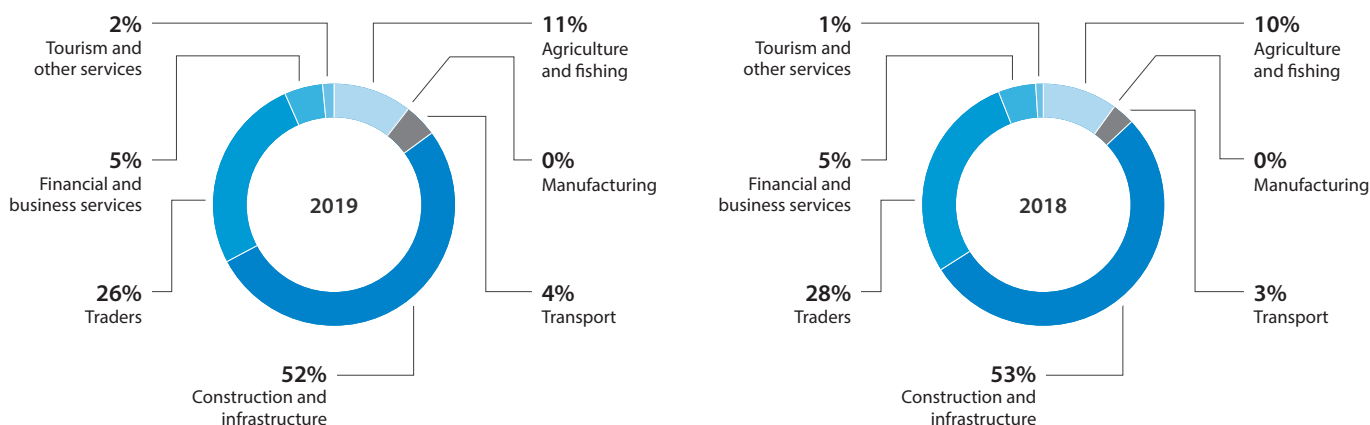 2%
Tourism and
other services
11%
Agriculture
and fishing
5%
Financial and
business services
0%
Manufacturing
2019
26%
Traders
4%
Transport
52%
Construction and
infrastructure
1%
Tourism and
other services
10%
Agriculture
and fishing
5%
Financial and
business services
0%
Manufacturing
2018
28%
Traders
3%
Transport
53%
Construction and
infrastructure